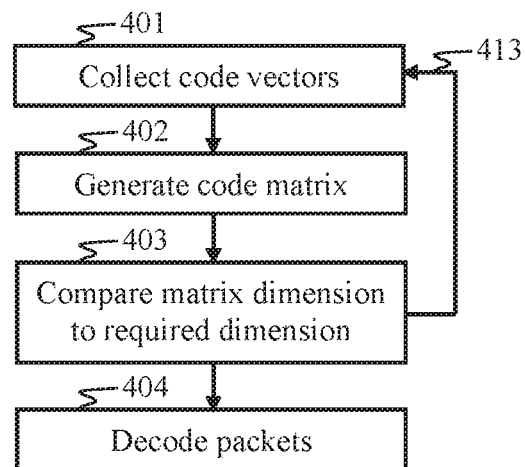 401
413
Collect code vectors
402
Generate code matrix
403
Compare matrix dimension
to required dimension
404
Decode packets